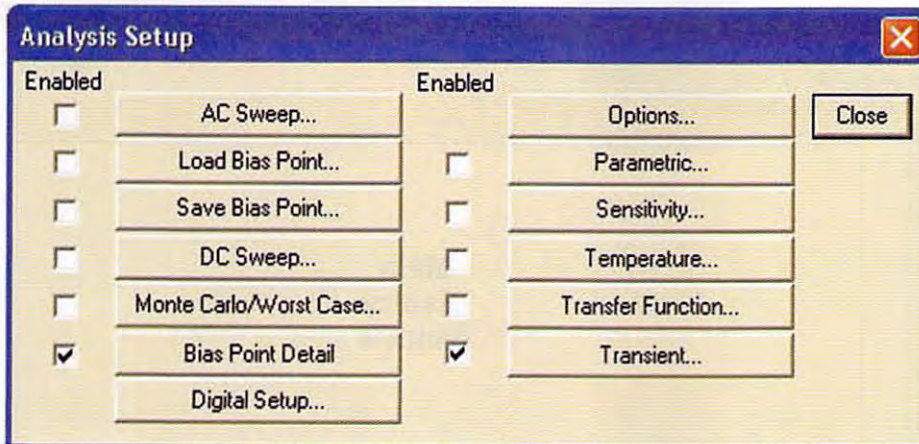 Analysis Setup
Enabled
AC Sweep...
Load Bias Point...
Save Bias Point...
DC Sweep...
Monte Carlo/Worst Case...
Bias Point Detail
Digital Setup...
Enabled
Options...
Parametric...
Sensitivity...
Temperature...
Transfer Function...
Transient...
Close